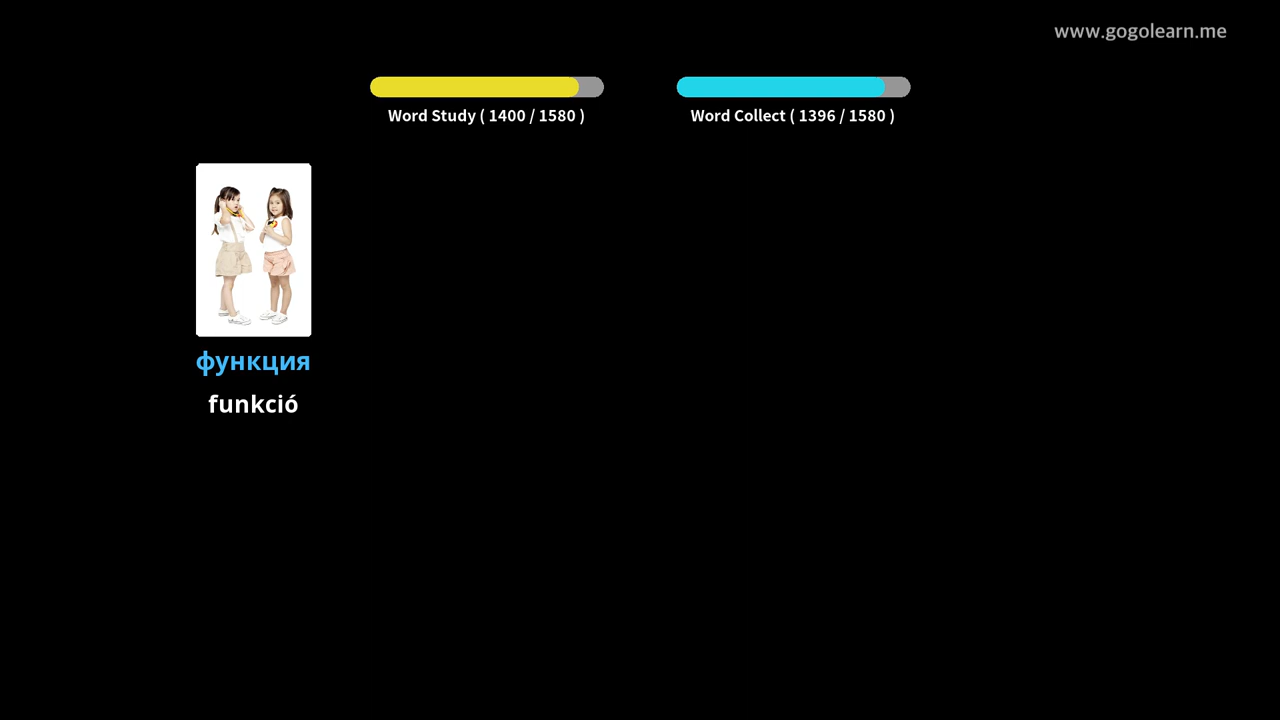 www.gogolearn.me
Word Study ( 1400 / 1580 )
Word Collect ( 1396 / 1580 )
функция
funkció